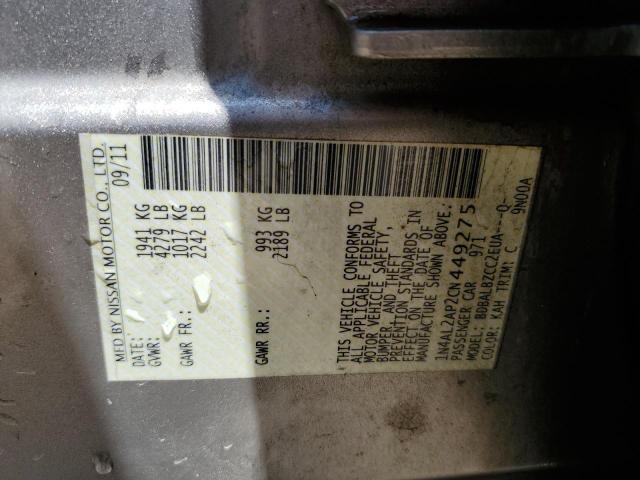 MFD BY NISSAN MOTOR CO., LTD.
DATE: 09/11
GVWR: 1941 KG
4279 LB
GAWR FR: 1017 KG
2242 LB
GAWR RR: 993 KG
2189 LB
THIS VEHICLE CONFORMS TO
ALL APPLICABLE FEDERAL
MOTOR VEHICLE SAFETY,
BUMPER, AND THEFT
PREVENTION STANDARDS IN
EFFECT ON THE DATE OF
MANUFACTURE SHOWN ABOVE.
1N4AL2AP2CN449275
PASSENGER CAR 971
MODEL: BDBALBZCC2EUA---Q-
COLOR: KAH TRIM: C 9N00A